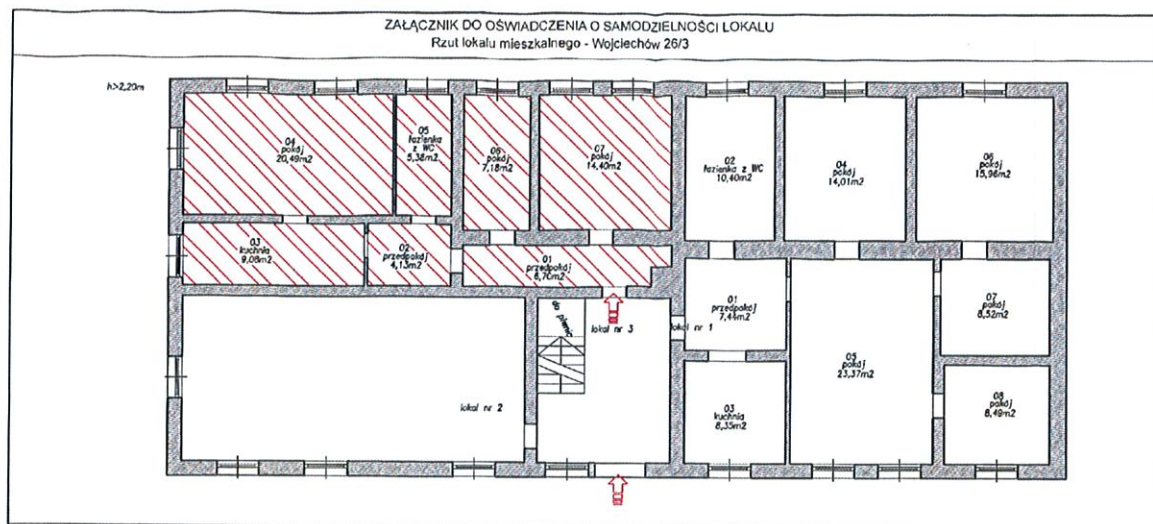 ZAŁĄCZNIK DO OŚWIADCZENIA O SAMODZIELNOŚCI LOKALU
Rzut lokalu mieszkalnego - Wojciechów 26/3
h>2,20m
04
pokój
20,49m2
05
łazienka
z WC
5,38m2
06
pokój
7,18m2
07
pokój
14,40m2
02
łazienka z WC
10,40m2
04
pokój
14,01m2
06
pokój
15,96m2
03
kuchnia
9,08m2
02
przedpokój
4,13m2
01
przedpokój
6,70m2
01
przedpokój
7,44m2
07
pokój
8,52m2
do piwnic
lokal nr 3
lokal nr 1
05
pokój
23,37m2
lokal nr 2
03
kuchnia
8,35m2
08
pokój
8,49m2